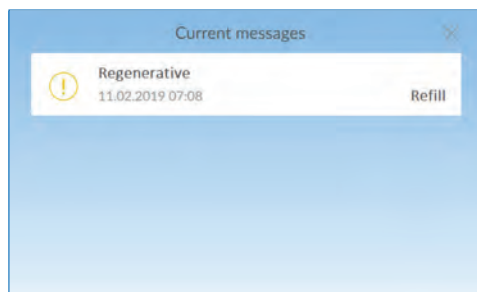 Current messages
Regenerative
11.02.2019 07:08
Refill